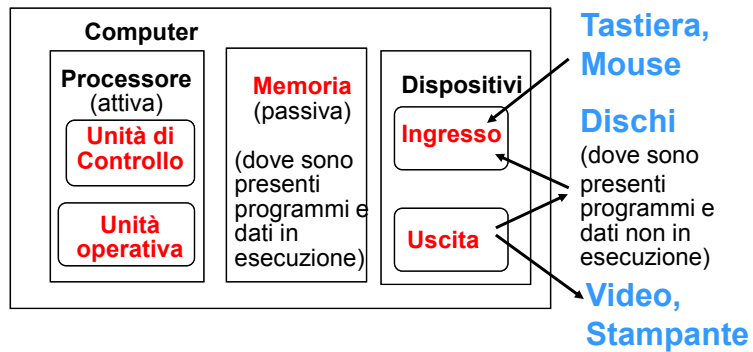 Computer
Processore
(attiva)
Unità di
Controllo
Unità
operativa
Memoria
(passiva)
(dove sono
presenti
programmi e
dati in
esecuzione)
Dispositivi
Ingresso
Uscita
Tastiera,
Mouse
Dischi
(dove sono
presenti
programmi e
dati non in
esecuzione)
Video,
Stampante